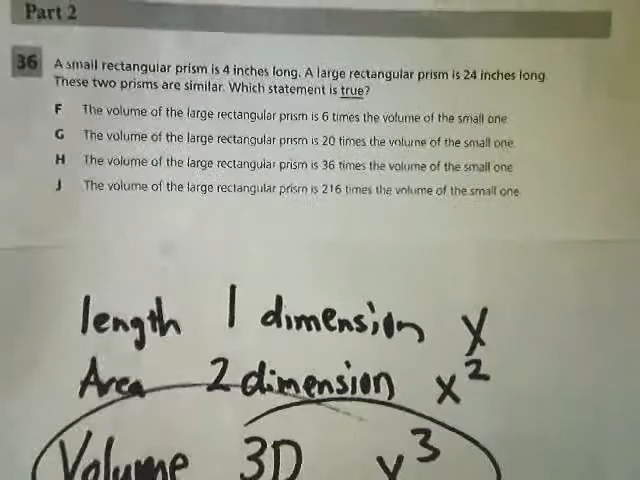 Part 2
36 A small rectangular prism is 4 inches long. A large rectangular prism is 24 inches long.
These two prisms are similar. Which statement is true?
F The volume of the large rectangular prism is 6 times the volume of the small one
G The volume of the large rectangular prism is 20 times the volume of the small one.
H The volume of the large rectangular prism is 36 times the volume of the small one
J The volume of the large rectangular prism is 216 times the volume of the small one
length 1 dimension x
Area 2 dimension x²
Volume 3D x³